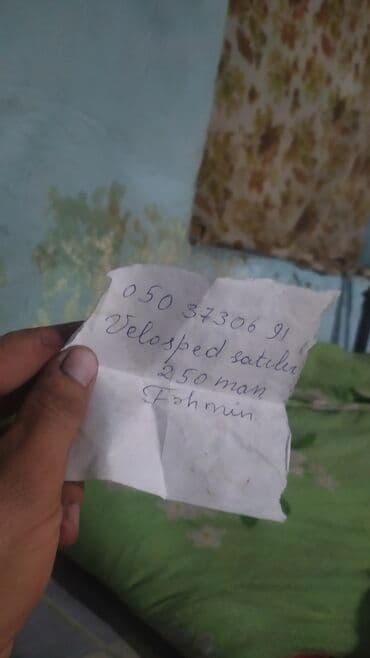 050 37306 91
Velosped satılır
250 man
Fəhmin